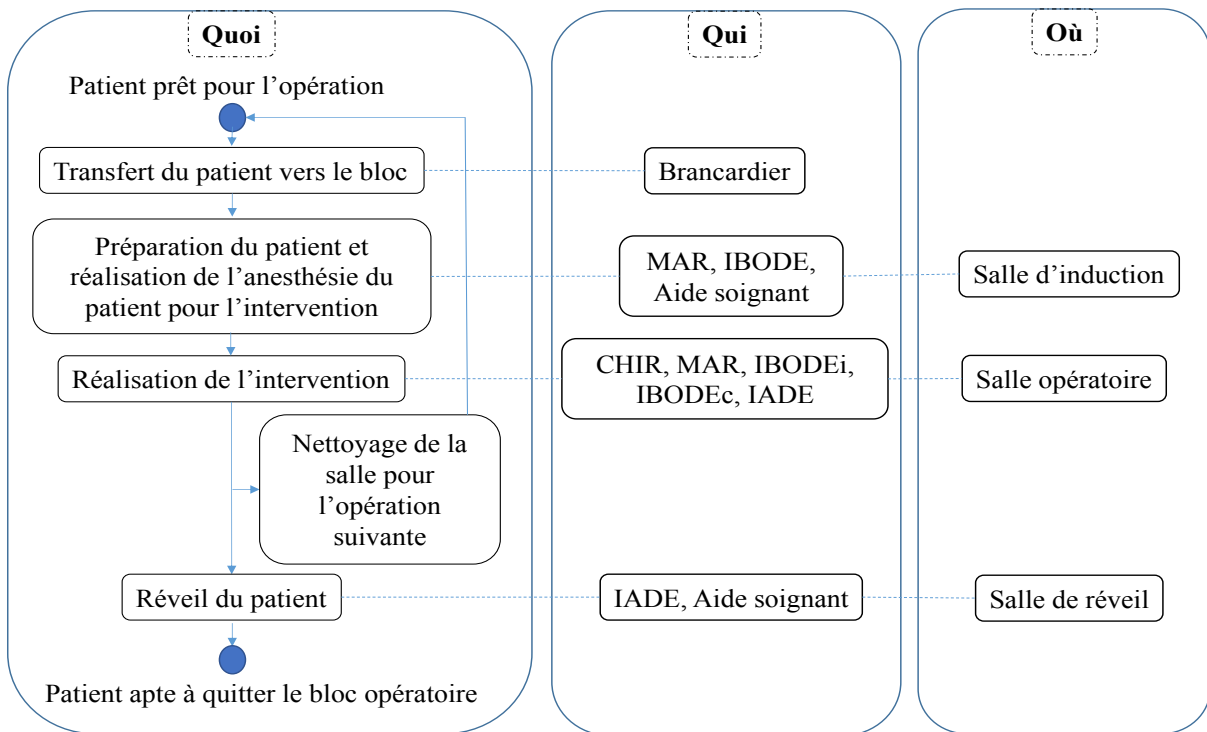 Quoi
Qui
Où
Patient prêt pour l’opération
Transfert du patient vers le bloc
Brancardier
Préparation du patient et
réalisation de l’anesthésie du
patient pour l’intervention
MAR, IBODE,
Aide soignant
Salle d’induction
Réalisation de l’intervention
CHIR, MAR, IBODEi,
IBODEc, IADE
Salle opératoire
Nettoyage de la
salle pour
l’opération
suivante
Réveil du patient
IADE, Aide soignant
Salle de réveil
Patient apte à quitter le bloc opératoire